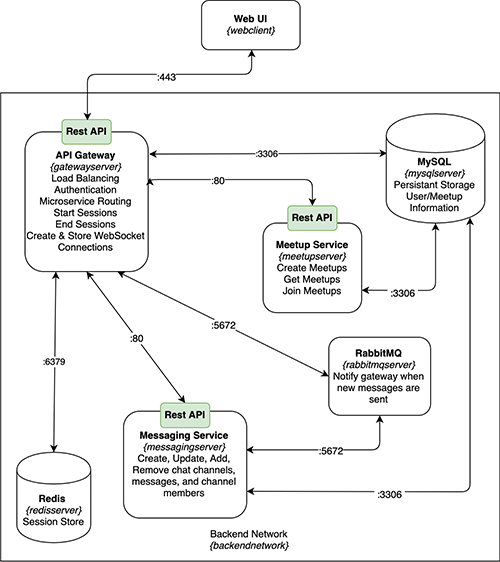 Web UI
{webclient}
:443
Rest API
API Gateway
{gatewayserver}
Load Balancing
Authentication
Microservice Routing
Start Sessions
End Sessions
Create & Store WebSocket
Connections
:3306
MySQL
{mysqlserver}
Persistant Storage
User/Meetup
Information
:80
Rest API
Meetup Service
{meetupserver}
Create Meetups
Get Meetups
Join Meetups
:3306
:5672
:80
:6379
RabbitMQ
{rabbitmqserver}
Notify gateway when
new messages are
sent
Rest API
Messaging Service
{messagingserver}
Create, Update, Add,
Remove chat channels,
messages, and channel
members
:5672
:3306
Redis
{redisserver}
Session Store
Backend Network
{backendnetwork}